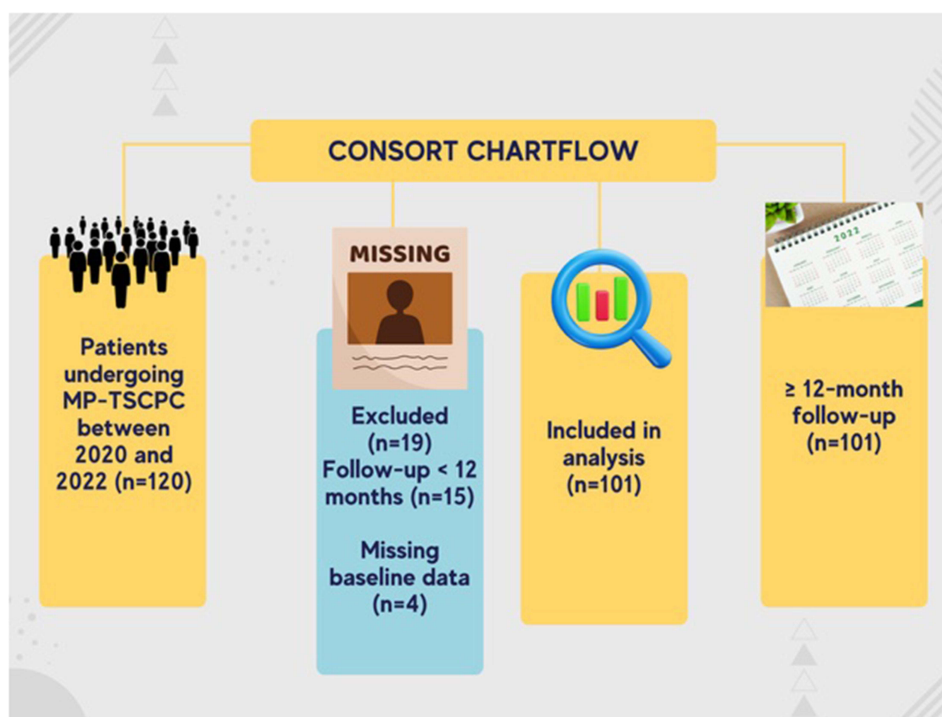 CONSORT CHARTFLOW
Patients
undergoing
MP-TSCPC
between
2020 and
2022 (n=120)
MISSING
Excluded
(n=19)
Follow-up < 12
months (n=15)
Missing
baseline data
(n=4)
Included in
analysis
(n=101)
2022
≥ 12-month
follow-up
(n=101)